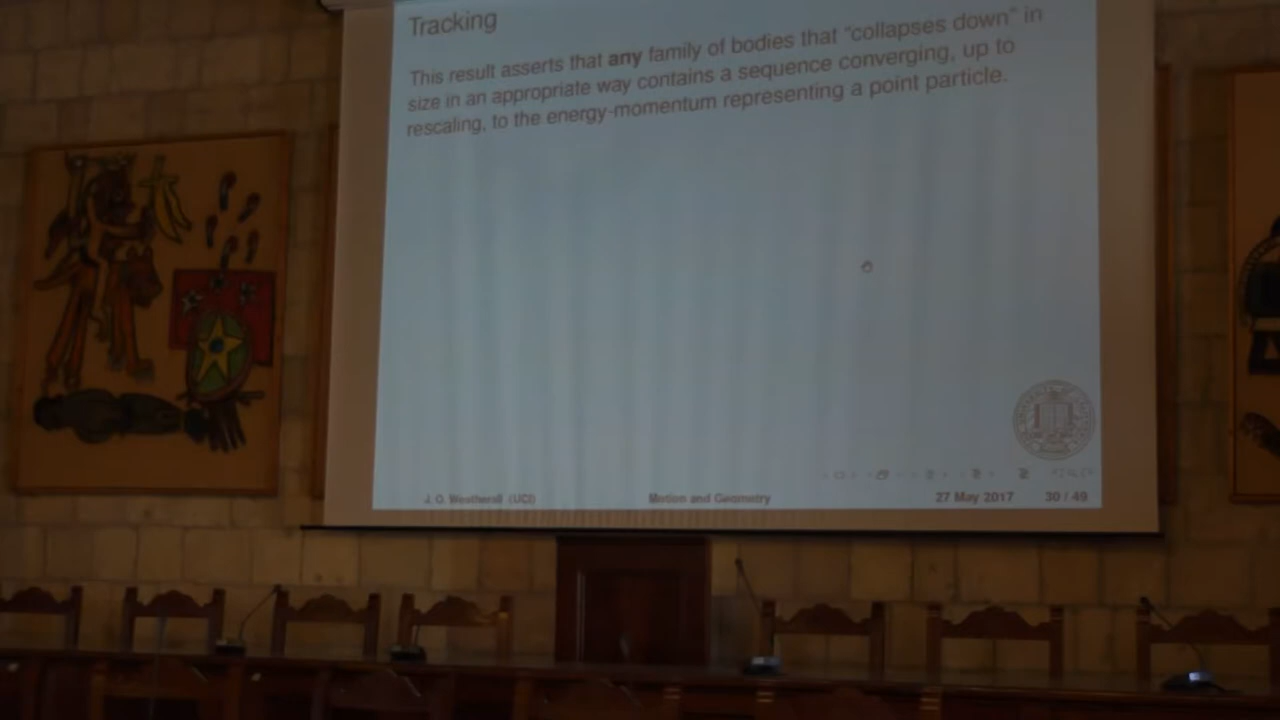 Tracking
This result asserts that any family of bodies that “collapses down” in
size in an appropriate way contains a sequence converging, up to
rescaling, to the energy-momentum representing a point particle.
J. O. Weatherall (UCI) Motion and Geometry 27 May 2017 30 / 49